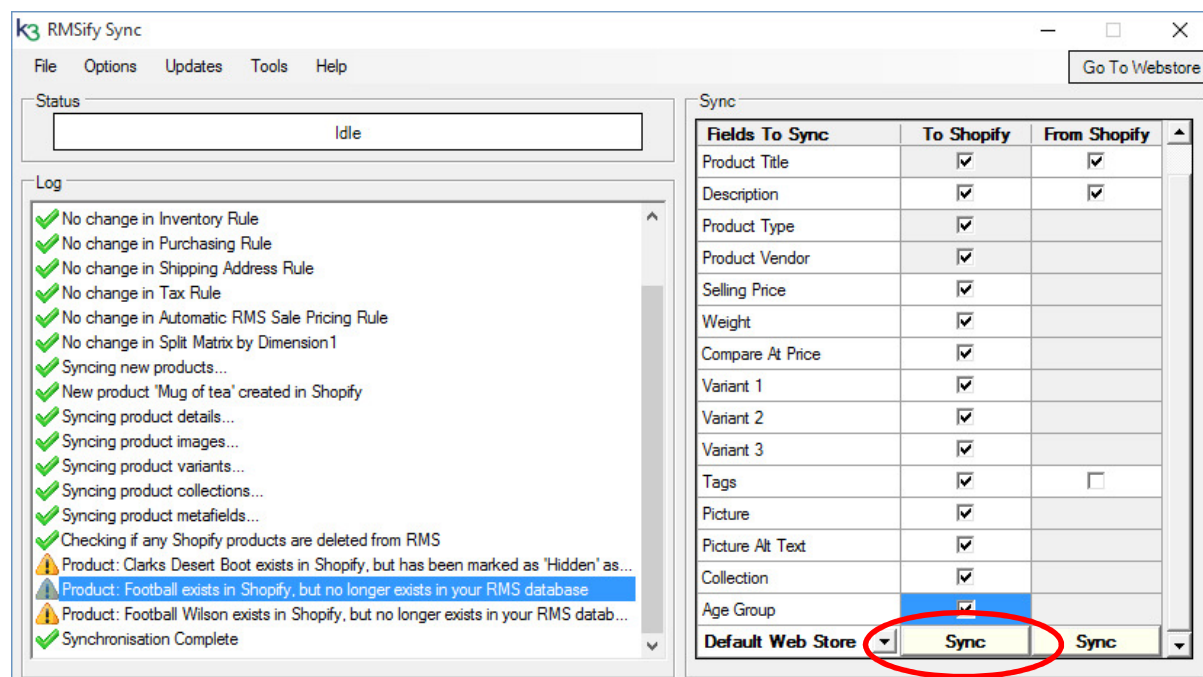 k3 RMSify Sync
File Options Updates Tools Help
Go To Webstore
Status
Idle
Log
No change in Inventory Rule
No change in Purchasing Rule
No change in Shipping Address Rule
No change in Tax Rule
No change in Automatic RMS Sale Pricing Rule
No change in Split Matrix by Dimension1
Syncing new products...
New product 'Mug of tea' created in Shopify
Syncing product details...
Syncing product images...
Syncing product variants...
Syncing product collections...
Syncing product metafields...
Checking if any Shopify products are deleted from RMS
Product: Clarks Desert Boot exists in Shopify, but has been marked as 'Hidden' as...
Product: Football exists in Shopify, but no longer exists in your RMS database
Product: Football Wilson exists in Shopify, but no longer exists in your RMS datab...
Synchronisation Complete
Sync
Fields To Sync To Shopify From Shopify
Product Title
Description
Product Type
Product Vendor
Selling Price
Weight
Compare At Price
Variant 1
Variant 2
Variant 3
Tags
Picture
Picture Alt Text
Collection
Age Group
Default Web Store Sync Sync